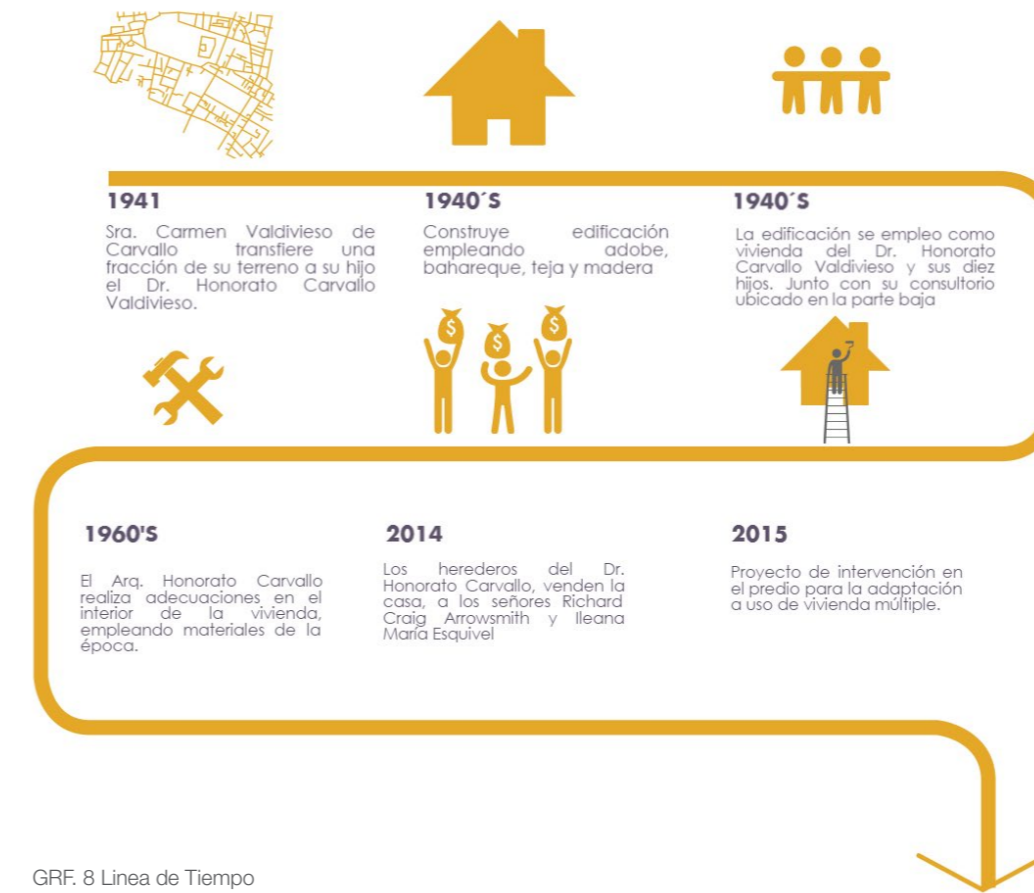 1941
Sra. Carmen Valdivieso de
Carvallo transfiere una
fracción de su terreno a su hijo
el Dr. Honorato Carvallo
Valdivieso.
1940´S
Construye edificación
empleando adobe,
bahareque, teja y madera
1940´S
La edificación se empleo como
vivienda del Dr. Honorato
Carvallo Valdivieso y sus diez
hijos. Junto con su consultorio
ubicado en la parte baja
$ $ $
1960'S
El Arq. Honorato Carvallo
realiza adecuaciones en el
interior de la vivienda,
empleando materiales de la
época.
2014
Los herederos del Dr.
Honorato Carvallo, venden la
casa, a los señores Richard
Craig Arrowsmith y Ileana
María Esquivel
2015
Proyecto de intervención en
el predio para la adaptación
a uso de vivienda múltiple.
GRF. 8 Linea de Tiempo